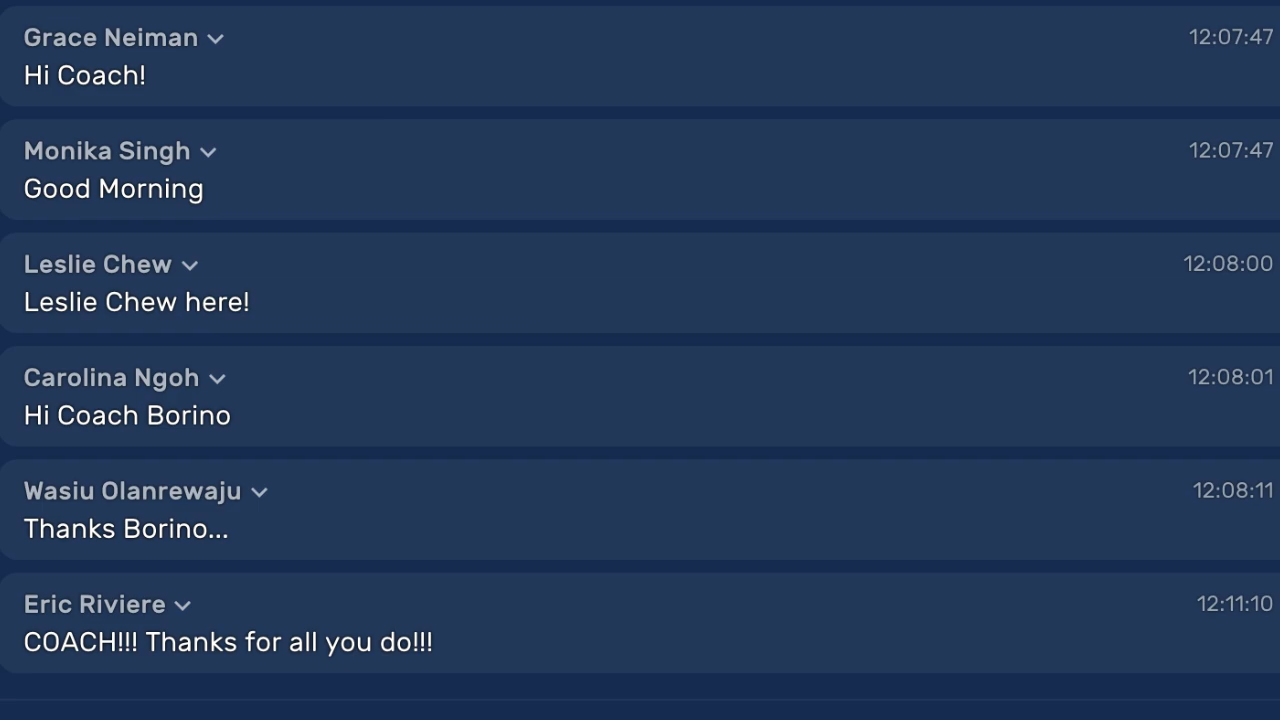 Grace Neiman 12:07:47
Hi Coach!
Monika Singh 12:07:47
Good Morning
Leslie Chew 12:08:00
Leslie Chew here!
Carolina Ngoh 12:08:01
Hi Coach Borino
Wasiu Olanrewaju 12:08:11
Thanks Borino...
Eric Riviere 12:11:10
COACH!!! Thanks for all you do!!!